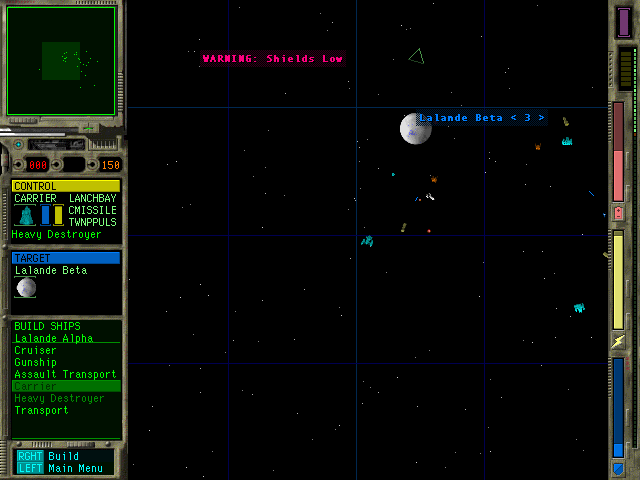 WARNING: Shields Low
Lalande Beta < 3 >
000 150
CONTROL
CARRIER LANCHBAY
CMISSILE
TWNPPULS
Heavy Destroyer
TARGET
Lalande Beta
BUILD SHIPS
Lalande Alpha
Cruiser
Gunship
Assault Transport
Carrier
Heavy Destroyer
Transport
RGHT Build
LEFT Main Menu